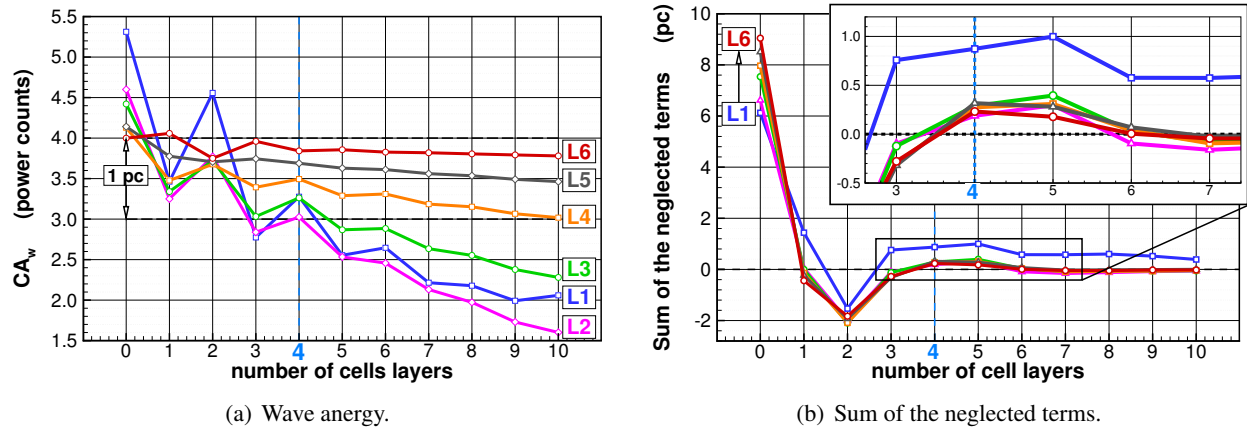 5.5
5.0
4.5
4.0
3.5
3.0
2.5
2.0
1.5
CA_w (power counts)
1 pc
L6
L5
L4
L3
L1
L2
0 1 2 3 4 5 6 7 8 9 10
number of cells layers
(a) Wave anergy.
10
8
6
4
2
0
-2
Sum of the neglected terms (pc)
L6
L1
1.0
0.5
0.0
-0.5
3 4 5 6 7
0 1 2 3 4 5 6 7 8 9 10
number of cell layers
(b) Sum of the neglected terms.